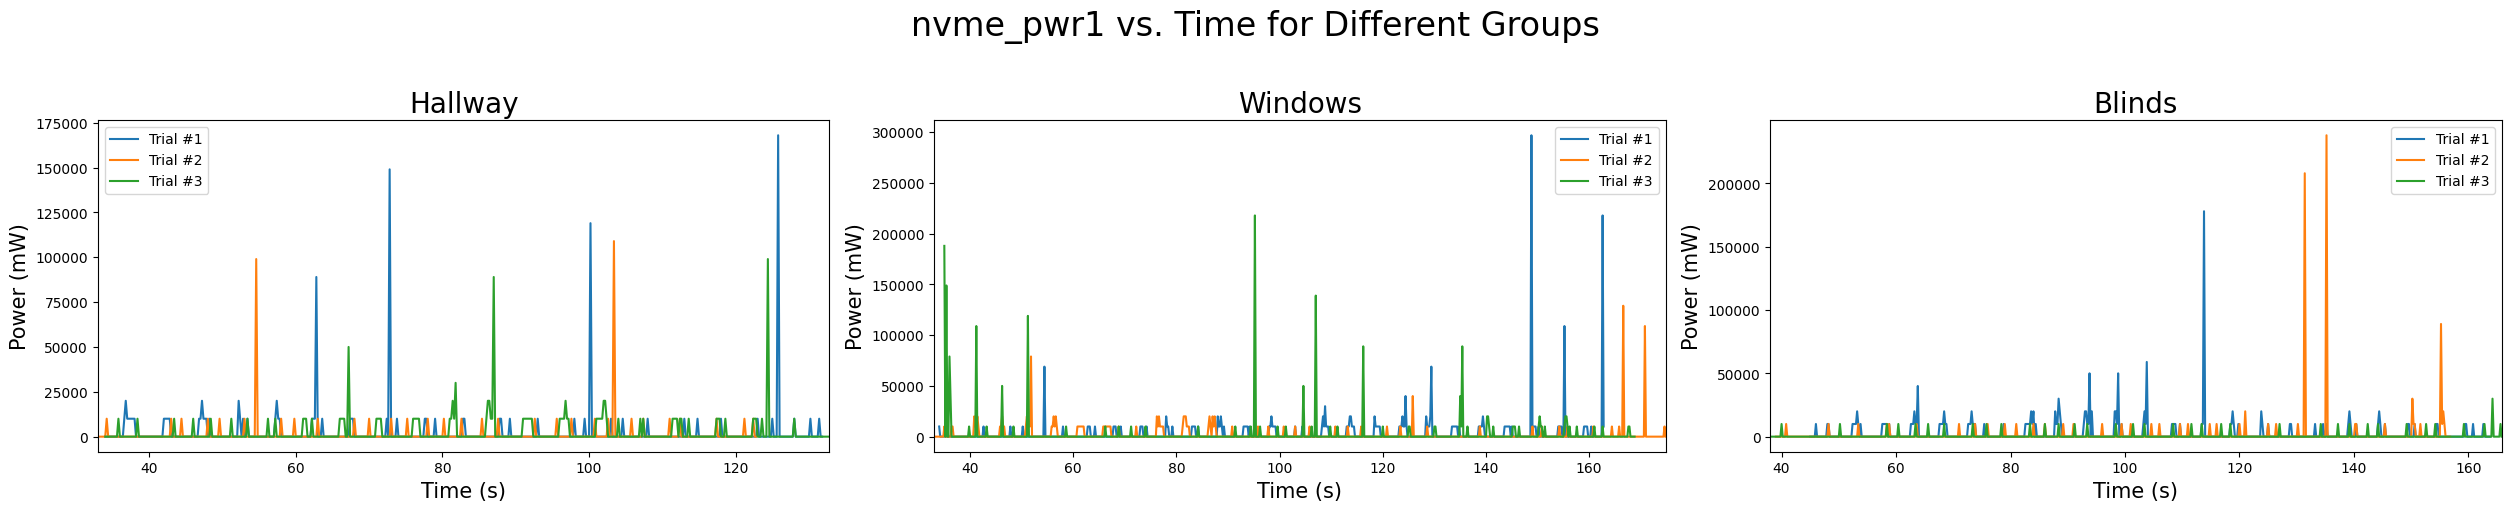 nvme_pwr1 vs. Time for Different Groups
Hallway
175000
150000
125000
100000
75000
50000
25000
0
Power (mW)
Trial #1
Trial #2
Trial #3
40 60 80 100 120
Time (s)
Windows
300000
250000
200000
150000
100000
50000
0
Power (mW)
Trial #1
Trial #2
Trial #3
40 60 80 100 120 140 160
Time (s)
Blinds
200000
150000
100000
50000
0
Power (mW)
Trial #1
Trial #2
Trial #3
40 60 80 100 120 140 160
Time (s)